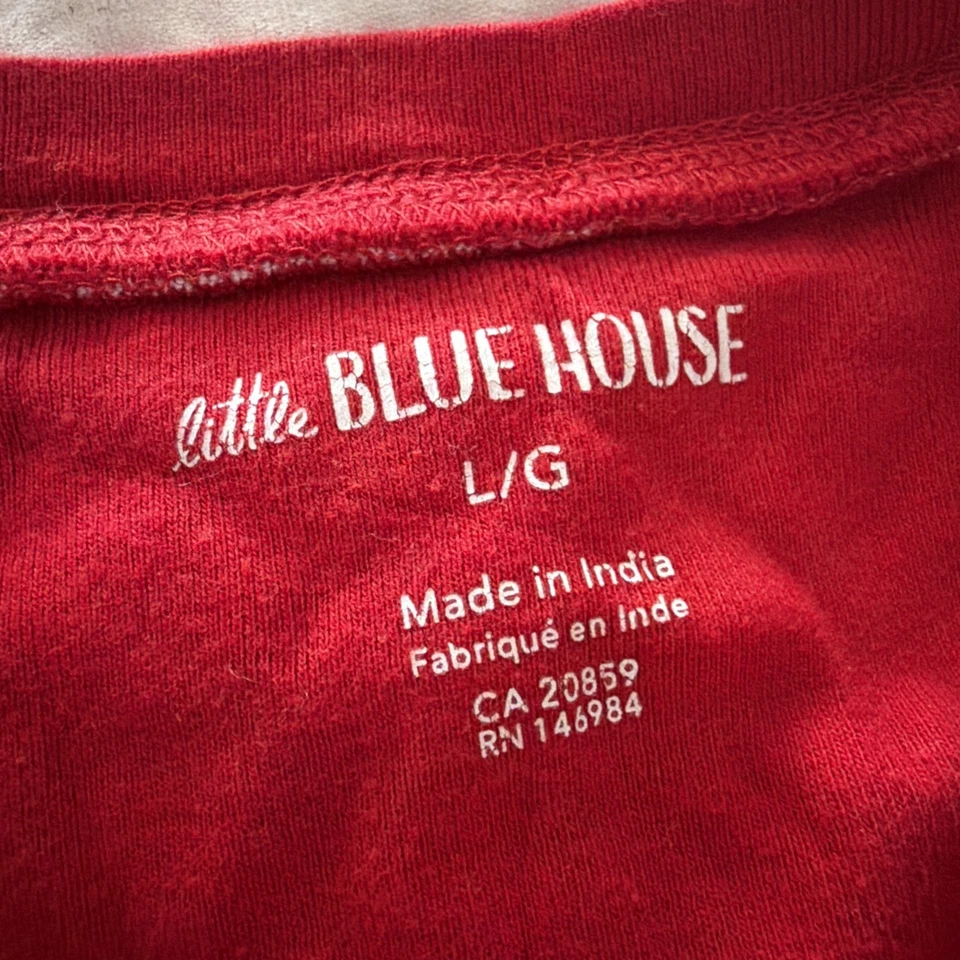 little BLUE HOUSE
L/G
Made in India
Fabriqué en Inde
CA 20859
RN 146984